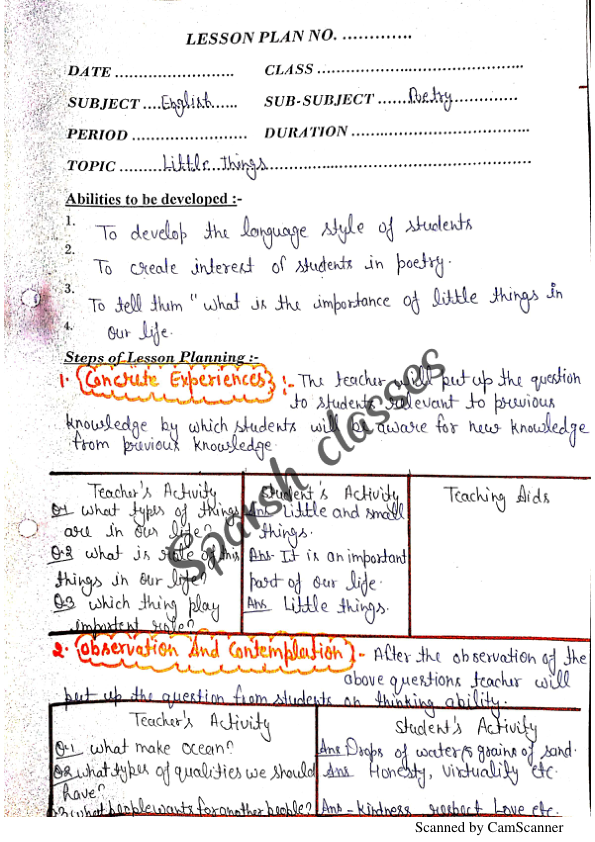 LESSON PLAN NO. .............
DATE ........................ CLASS ..........................................
SUBJECT ....English...... SUB-SUBJECT ......Poetry..............
PERIOD ....................... DURATION ....................................
TOPIC ..........Little things.....................................................
Abilities to be developed :-
1. To develop the language style of students
2. To create interest of students in poetry.
3. To tell them "what is the importance of little things in
4. our life.
Steps of Lesson Planning :-
1. Concrete Experiences :- The teacher will put up the question
to students relevant to previous
knowledge by which students will be aware for new knowledge
from previous knowledge.
Teacher's Activity
Q1 what types of things
are in our life?
Q.2 what is role of this
things in our life?
Q.3 which thing play
important role?
Student's Activity
Ans Little and small
things.
Ans- It is an important
part of our life.
Ans Little things.
Teaching Aids
2. Observation And Contemplation - After the observation of the
above questions teacher will
put up the question from students on thinking ability.
Teacher's Activity
Q.1 what make ocean?
Q2 what types of qualities we should
have?
Q.3 what people wants for another people?
Student's Activity
Ans Drops of water, grains of sand.
Ans Honesty, virtuality etc.
Ans - kindness respect Love etc.
Sparsh classes
Scanned by CamScanner